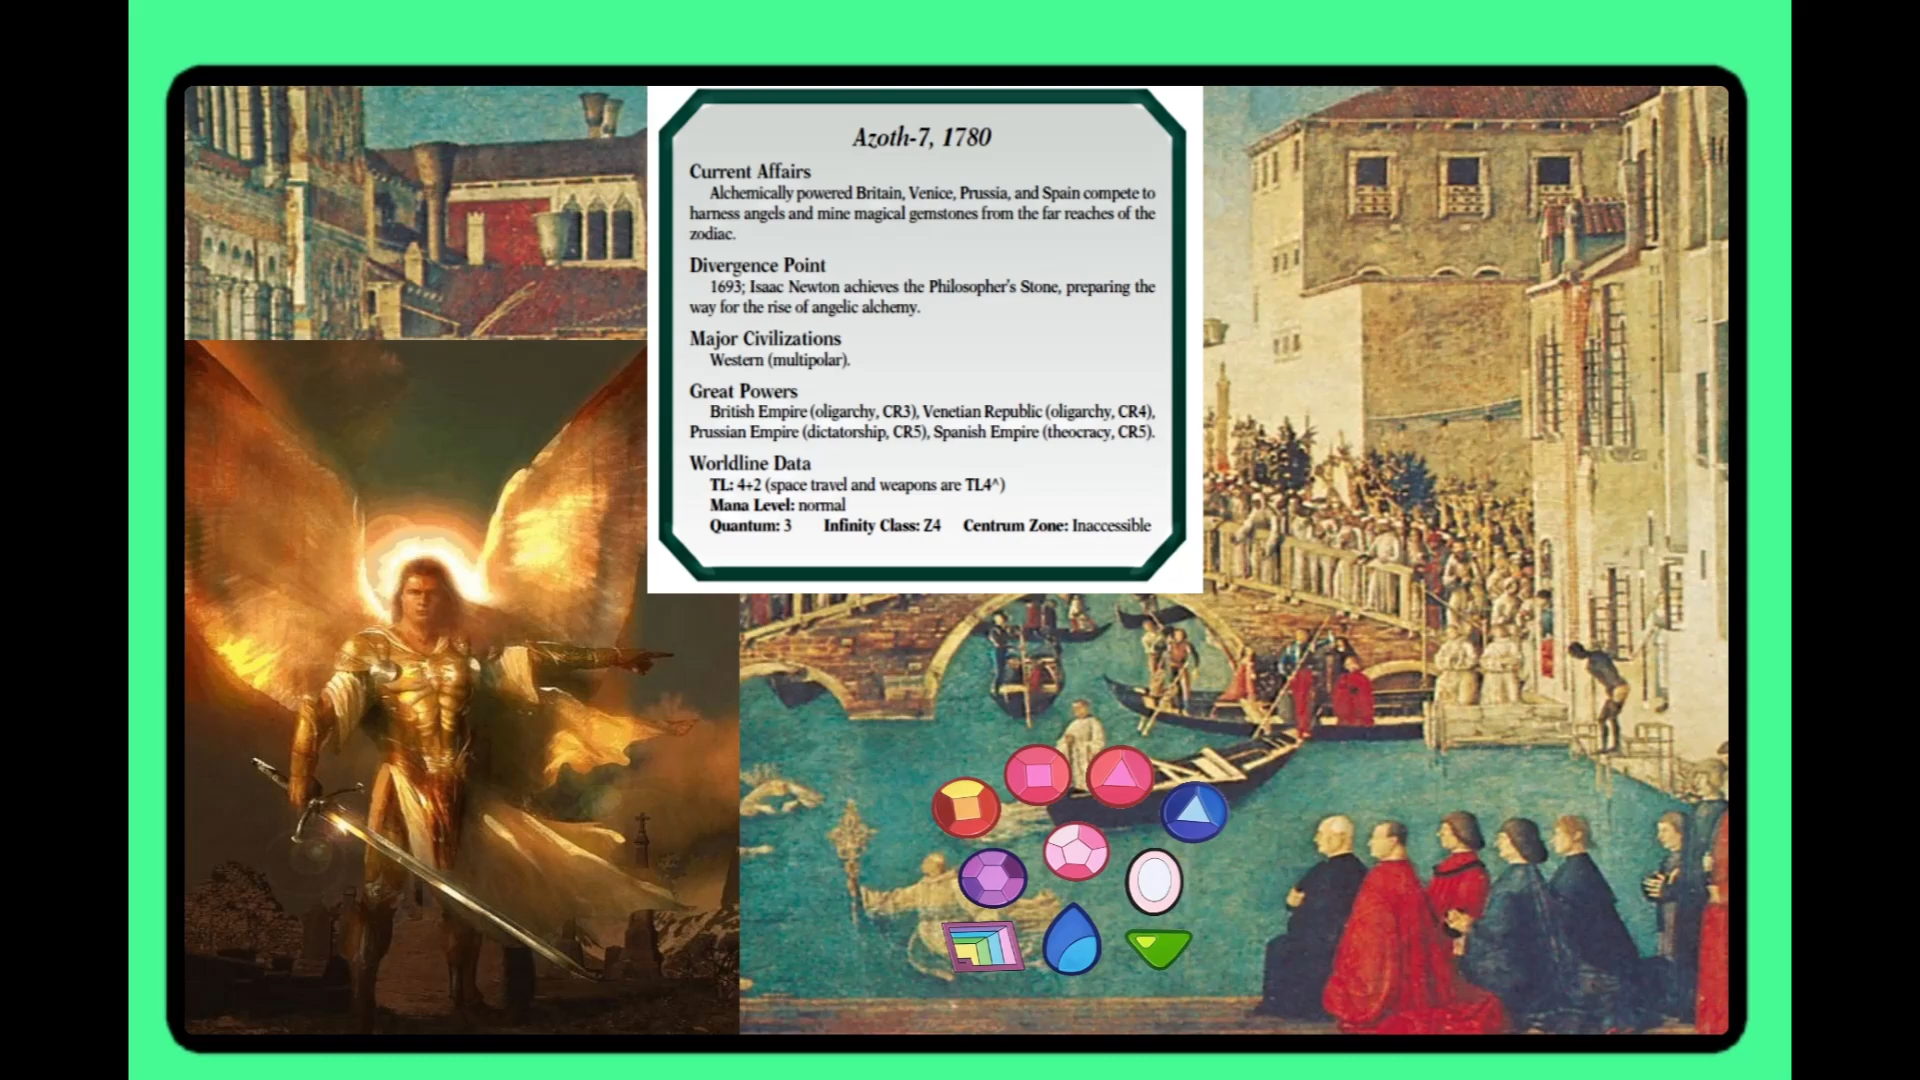 Azoth-7, 1780
Current Affairs
Alchemically powered Britain, Venice, Prussia, and Spain compete to
harness angels and mine magical gemstones from the far reaches of the
zodiac.
Divergence Point
1693; Isaac Newton achieves the Philosopher's Stone, preparing the
way for the rise of angelic alchemy.
Major Civilizations
Western (multipolar).
Great Powers
British Empire (oligarchy, CR3), Venetian Republic (oligarchy, CR4),
Prussian Empire (dictatorship, CR5), Spanish Empire (theocracy, CR5).
Worldline Data
TL: 4+2 (space travel and weapons are TL4^)
Mana Level: normal
Quantum: 3 Infinity Class: Z4 Centrum Zone: Inaccessible